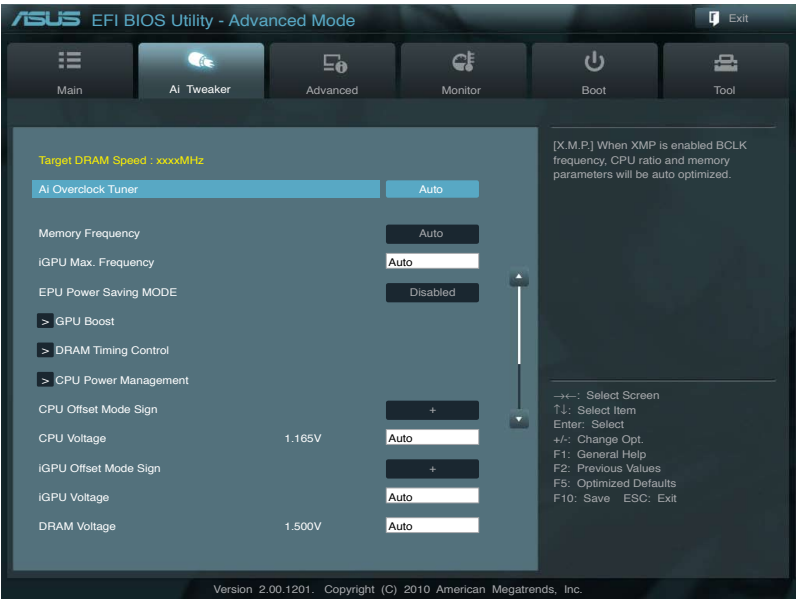 ASUS EFI BIOS Utility - Advanced Mode
Exit
Main
Ai Tweaker
Advanced
Monitor
Boot
Tool
Target DRAM Speed : xxxxMHz
Ai Overclock Tuner Auto
Memory Frequency Auto
iGPU Max. Frequency Auto
EPU Power Saving MODE Disabled
> GPU Boost
> DRAM Timing Control
> CPU Power Management
CPU Offset Mode Sign +
CPU Voltage 1.165V Auto
iGPU Offset Mode Sign +
iGPU Voltage Auto
DRAM Voltage 1.500V Auto
[X.M.P.] When XMP is enabled BCLK
frequency, CPU ratio and memory
parameters will be auto optimized.
→←: Select Screen
↑↓: Select Item
Enter: Select
+/-: Change Opt.
F1: General Help
F2: Previous Values
F5: Optimized Defaults
F10: Save ESC: Exit
Version 2.00.1201. Copyright (C) 2010 American Megatrends, Inc.